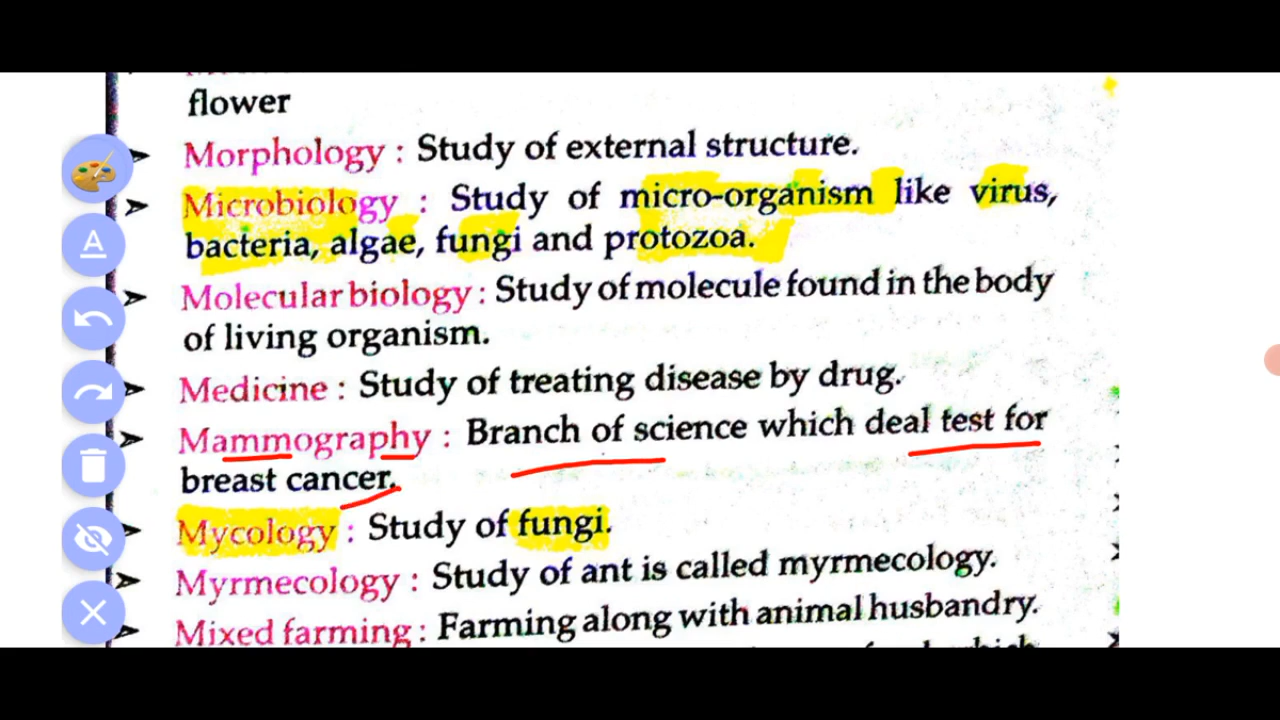 flower
Morphology : Study of external structure.
Microbiology : Study of micro-organism like virus,
bacteria, algae, fungi and protozoa.
Molecular biology : Study of molecule found in the body
of living organism.
Medicine : Study of treating disease by drug.
Mammography : Branch of science which deal test for
breast cancer.
Mycology : Study of fungi.
Myrmecology : Study of ant is called myrmecology.
Mixed farming : Farming along with animal husbandry.